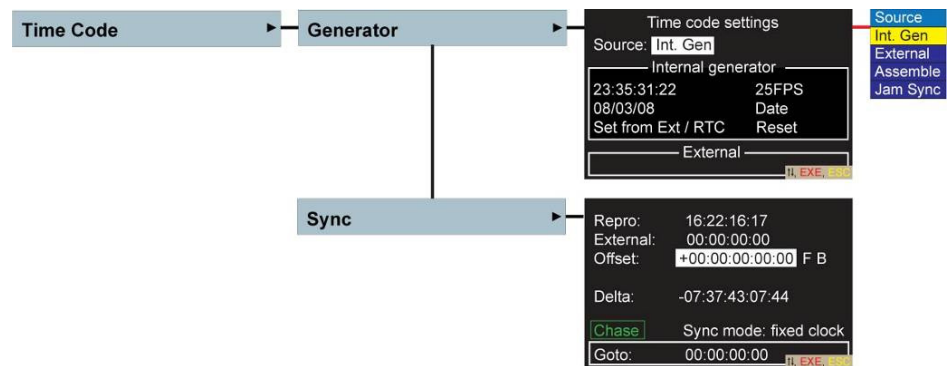 Time Code
Generator
Time code settings
Source: Int. Gen
Internal generator
23:35:31:22 25FPS
08/03/08 Date
Set from Ext / RTC Reset
External
↑↓, EXE, ESC
Source
Int. Gen
External
Assemble
Jam Sync
Sync
Repro: 16:22:16:17
External: 00:00:00:00
Offset: +00:00:00:00:00 F B
Delta: -07:37:43:07:44
Chase Sync mode: fixed clock
Goto: 00:00:00:00
↑↓, EXE, ESC